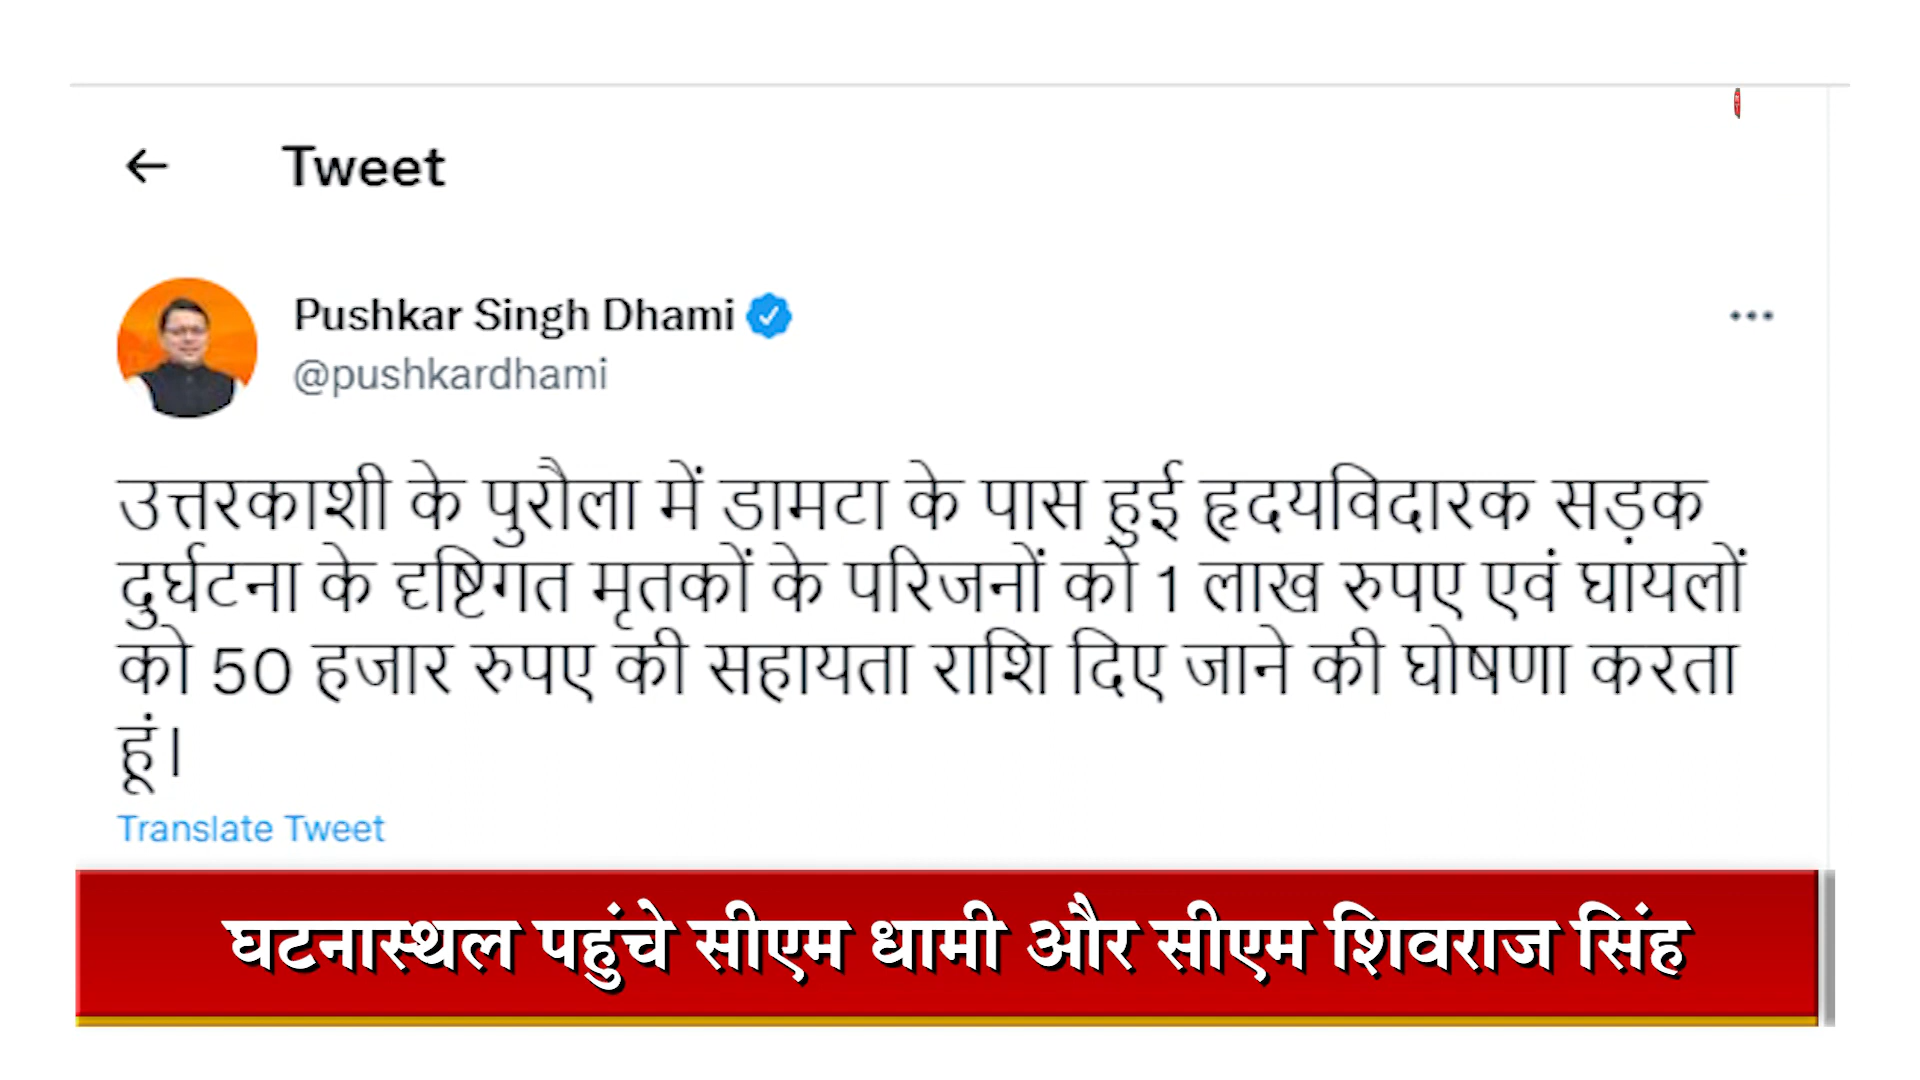 Tweet
Pushkar Singh Dhami
@pushkardhami
उत्तरकाशी के पुरौला में डामटा के पास हुई हृदयविदारक सड़क
दुर्घटना के दृष्टिगत मृतकों के परिजनों को 1 लाख रुपए एवं घायलों
को 50 हजार रुपए की सहायता राशि दिए जाने की घोषणा करता
हूं।
Translate Tweet
घटनास्थल पहुंचे सीएम धामी और सीएम शिवराज सिंह